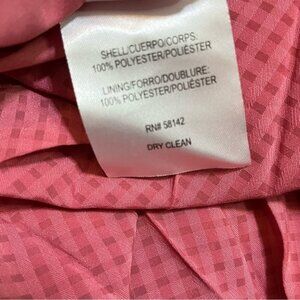 SHELL/CUERPO/CORPS:
100% POLYESTER/POLIÉSTER
LINING/FORRO/DOUBLURE:
100% POLYESTER/POLIÉSTER
RN# 58142
DRY CLEAN